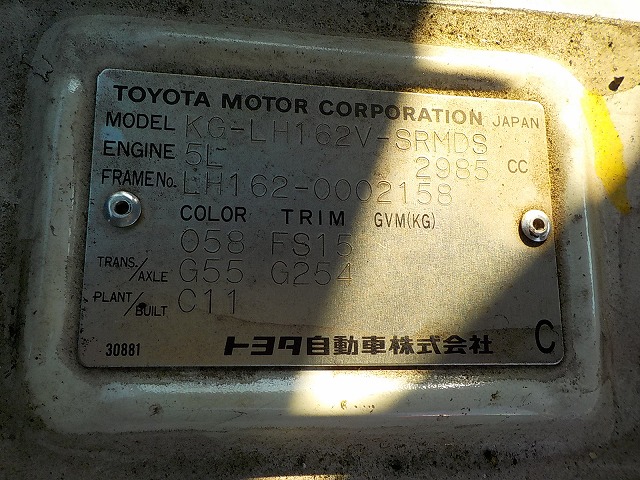 TOYOTA MOTOR CORPORATION JAPAN
MODEL KG-LH162V-SRMDS
ENGINE 5L 2985 CC
FRAME No. LH162-0002158
COLOR TRIM GVM(KG)
058 FS15
TRANS./AXLE G55 G254
PLANT/BUILT C11
30881 トヨタ自動車株式会社 C